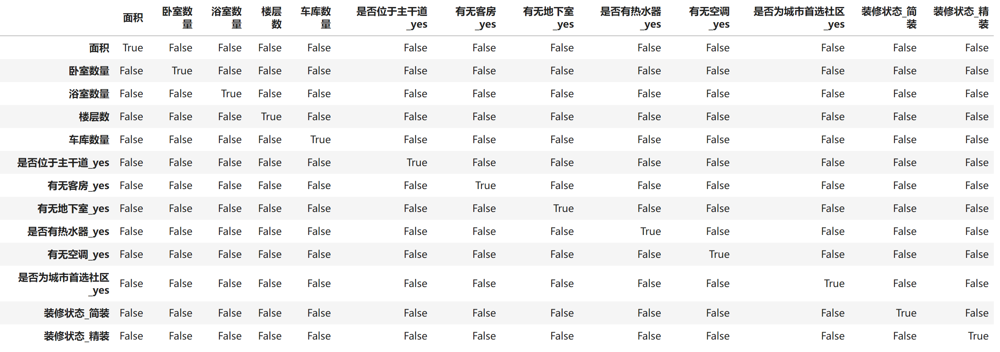 面积 卧室数量 浴室数量 楼层数 车库数量 是否位于主干道_yes 有无客房_yes 有无地下室_yes 是否有热水器_yes 有无空调_yes 是否为城市首选社区_yes 装修状态_简装 装修状态_精装
面积 True False False False False False False False False False False False False
卧室数量 False True False False False False False False False False False False False
浴室数量 False False True False False False False False False False False False False
楼层数 False False False True False False False False False False False False False
车库数量 False False False False True False False False False False False False False
是否位于主干道_yes False False False False False True False False False False False False False
有无客房_yes False False False False False False True False False False False False False
有无地下室_yes False False False False False False False True False False False False False
是否有热水器_yes False False False False False False False False True False False False False
有无空调_yes False False False False False False False False False True False False False
是否为城市首选社区_yes False False False False False False False False False False True False False
装修状态_简装 False False False False False False False False False False False True False
装修状态_精装 False False False False False False False False False False False False True